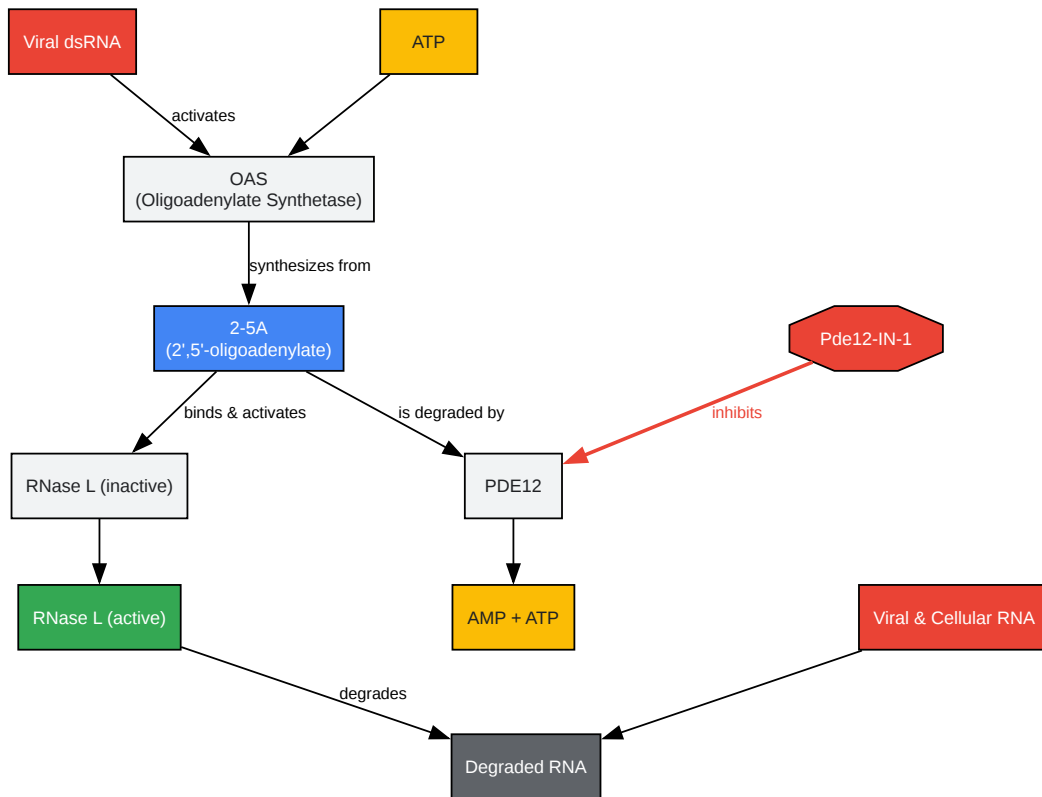 Viral dsRNA
ATP
activates
OAS
(Oligoadenylate Synthetase)
synthesizes from
2-5A
(2',5'-oligoadenylate)
Pde12-IN-1
binds & activates
is degraded by
inhibits
RNase L (inactive)
PDE12
RNase L (active)
AMP + ATP
Viral & Cellular RNA
degrades
Degraded RNA